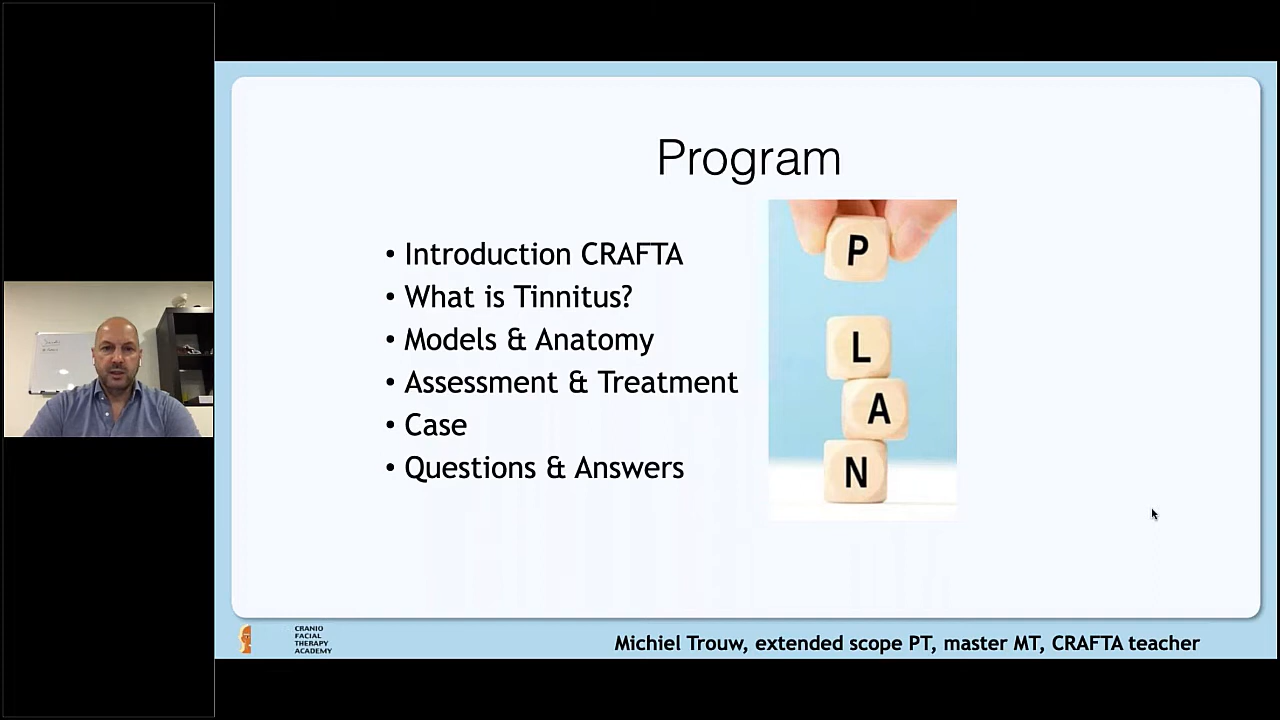 Program
• Introduction CRAFTA
• What is Tinnitus?
• Models & Anatomy
• Assessment & Treatment
• Case
• Questions & Answers
P
L
A
N
CRANIO
FACIAL
THERAPY
ACADEMY
Michiel Trouw, extended scope PT, master MT, CRAFTA teacher